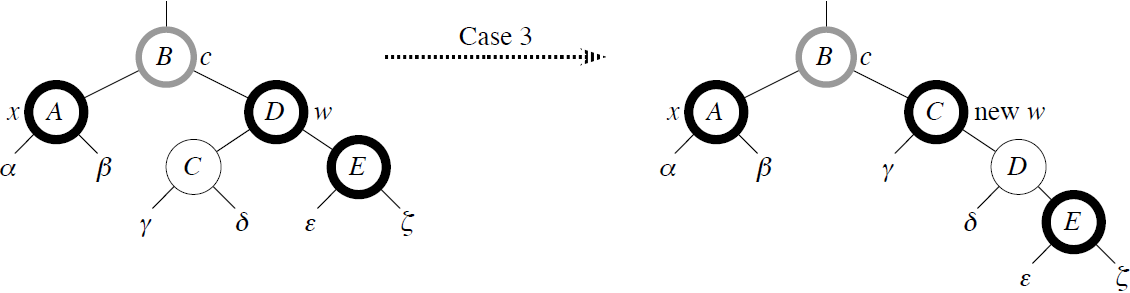 Case 3
B c B c
x A D w x A C new w
α β C E α β γ D
γ δ ε ζ δ E
ε ζ